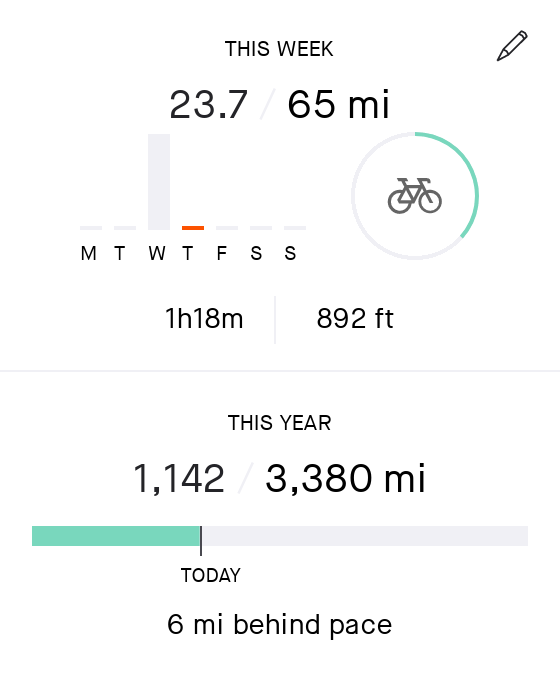 THIS WEEK
23.7 / 65 mi
M T W T F S S
1h18m 892 ft
THIS YEAR
1,142 / 3,380 mi
TODAY
6 mi behind pace